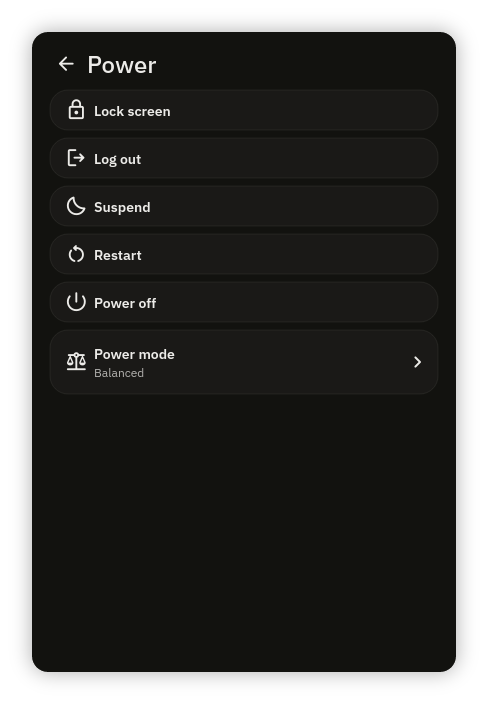 Power
Lock screen
Log out
Suspend
Restart
Power off
Power mode
Balanced